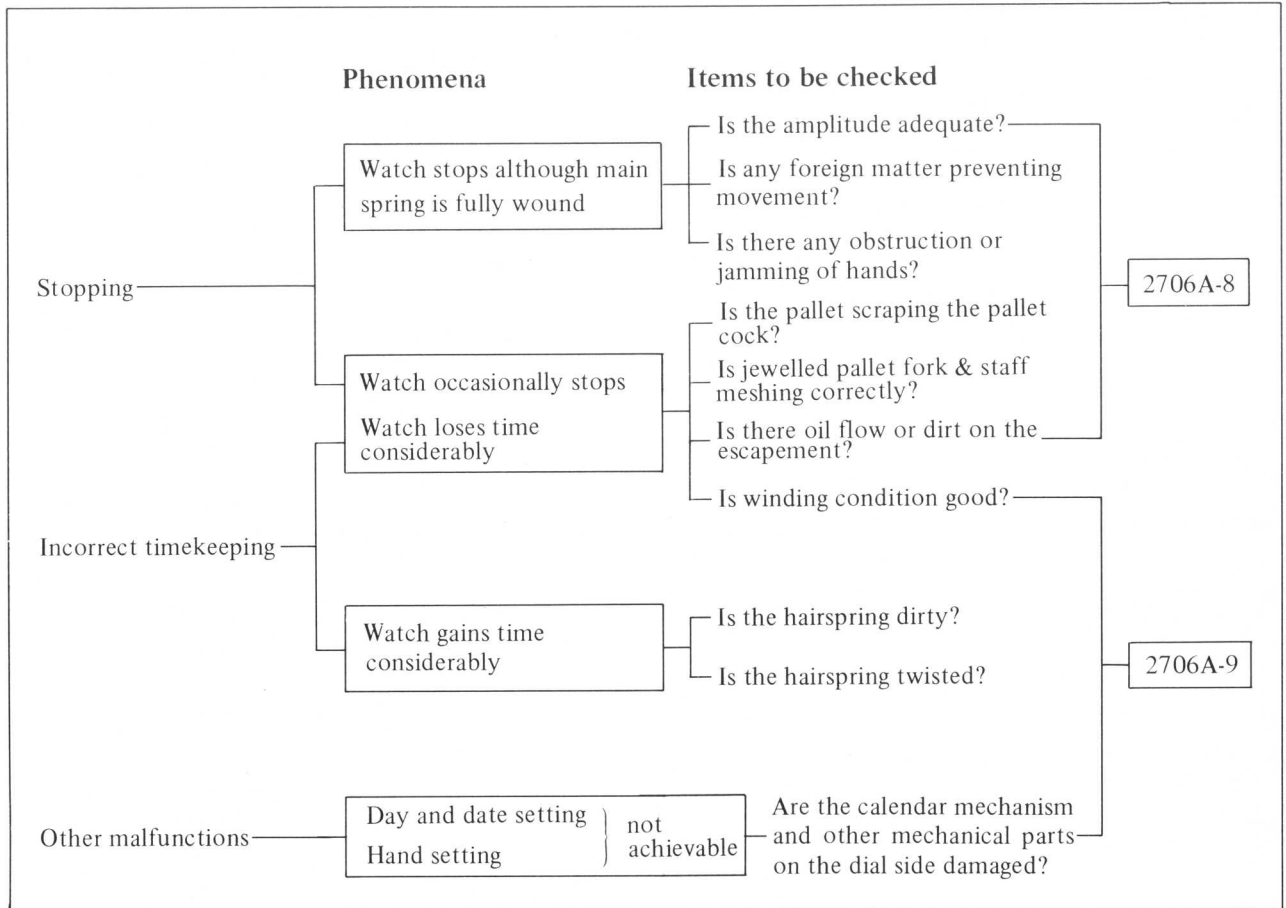 Phenomena
Items to be checked
Stopping
Watch stops although main
spring is fully wound
Is the amplitude adequate?
Is any foreign matter preventing
movement?
Is there any obstruction or
jamming of hands?
2706A-8
Watch occasionally stops
Watch loses time
considerably
Is the pallet scraping the pallet
cock?
Is jewelled pallet fork & staff
meshing correctly?
Is there oil flow or dirt on the
escapement?
Is winding condition good?
Incorrect timekeeping
Watch gains time
considerably
Is the hairspring dirty?
Is the hairspring twisted?
2706A-9
Other malfunctions
Day and date setting
Hand setting
not
achievable
Are the calendar mechanism
and other mechanical parts
on the dial side damaged?